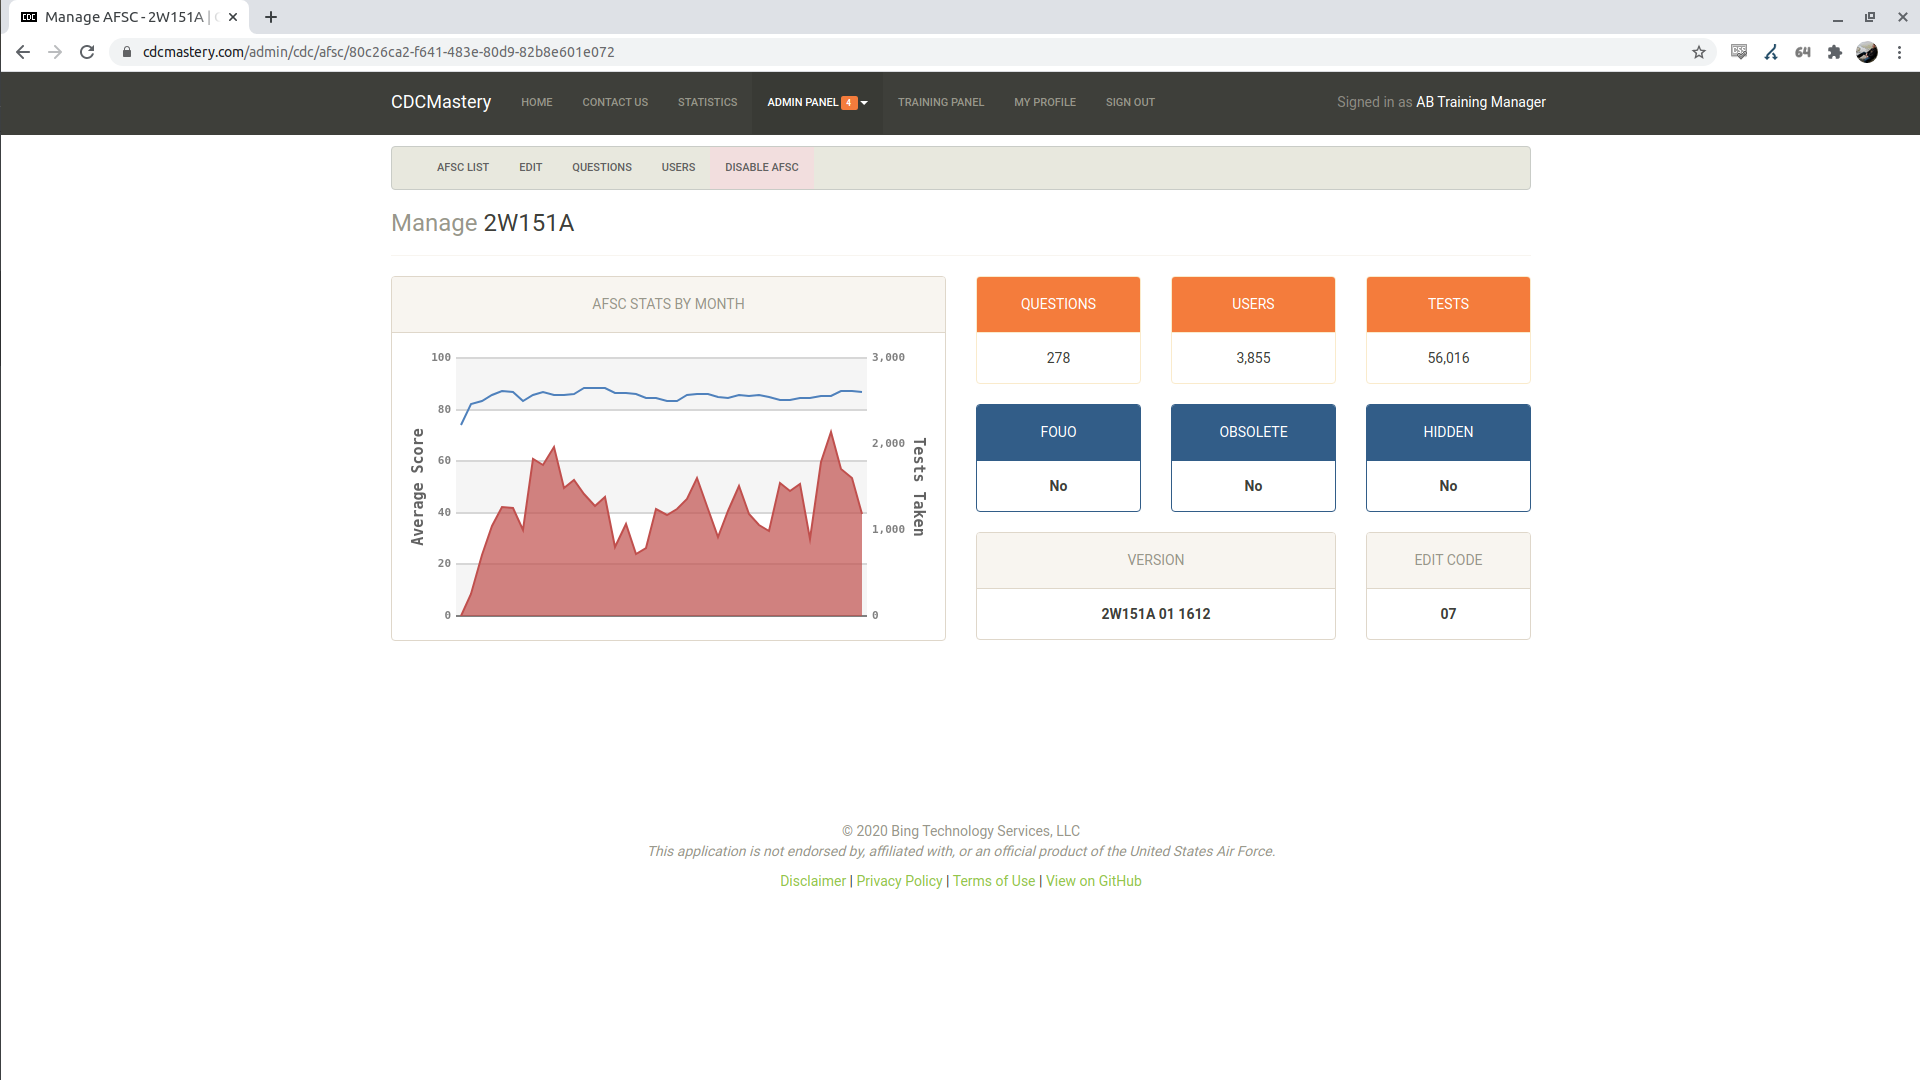 Manage AFSC - 2W151A |
cdcmastery.com/admin/cdc/afsc/80c26ca2-f641-483e-80d9-82b8e601e072
CDCMastery HOME CONTACT US STATISTICS ADMIN PANEL 4 TRAINING PANEL MY PROFILE SIGN OUT Signed in as AB Training Manager
AFSC LIST EDIT QUESTIONS USERS DISABLE AFSC
Manage 2W151A
AFSC STATS BY MONTH
100
80
60
40
20
0
Average Score
3,000
2,000
1,000
0
Tests Taken
QUESTIONS USERS TESTS
278 3,855 56,016
FOUO OBSOLETE HIDDEN
No No No
VERSION EDIT CODE
2W151A 01 1612 07
© 2020 Bing Technology Services, LLC
This application is not endorsed by, affiliated with, or an official product of the United States Air Force.
Disclaimer | Privacy Policy | Terms of Use | View on GitHub